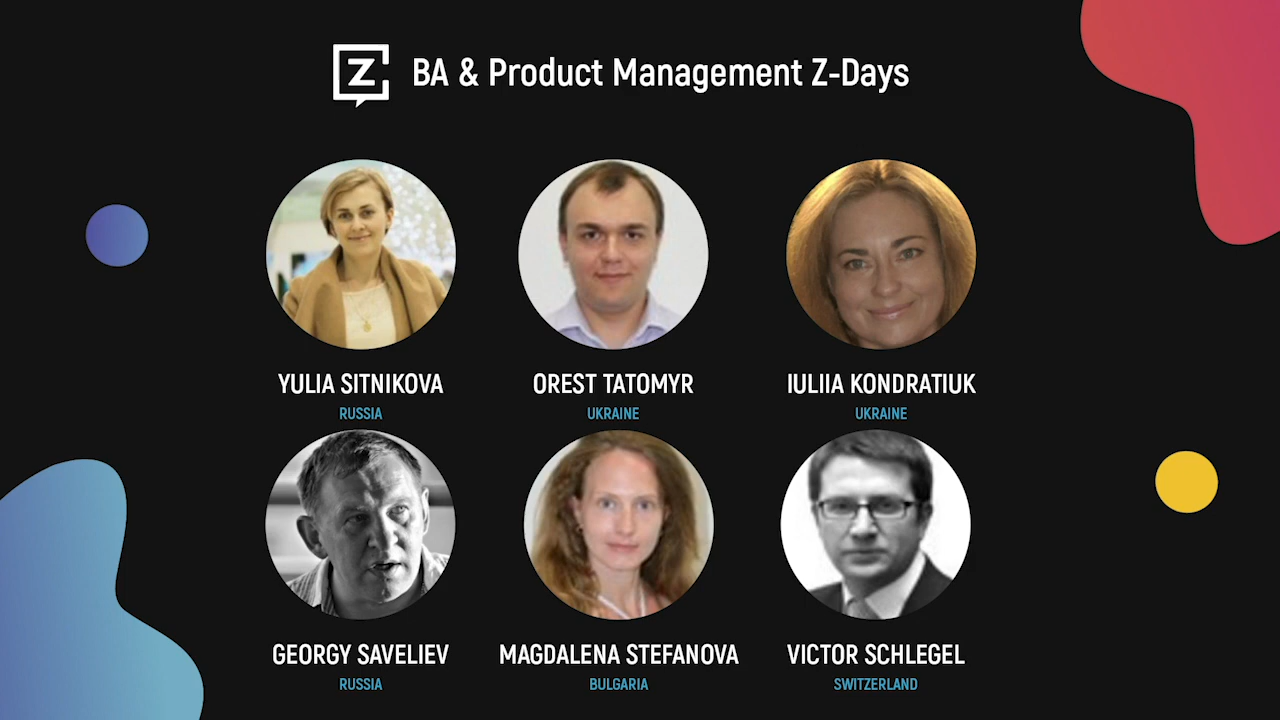 Z BA & Product Management Z-Days
YULIA SITNIKOVA
RUSSIA
OREST TATOMYR
UKRAINE
IULIIA KONDRATIUK
UKRAINE
GEORGY SAVELIEV
RUSSIA
MAGDALENA STEFANOVA
BULGARIA
VICTOR SCHLEGEL
SWITZERLAND